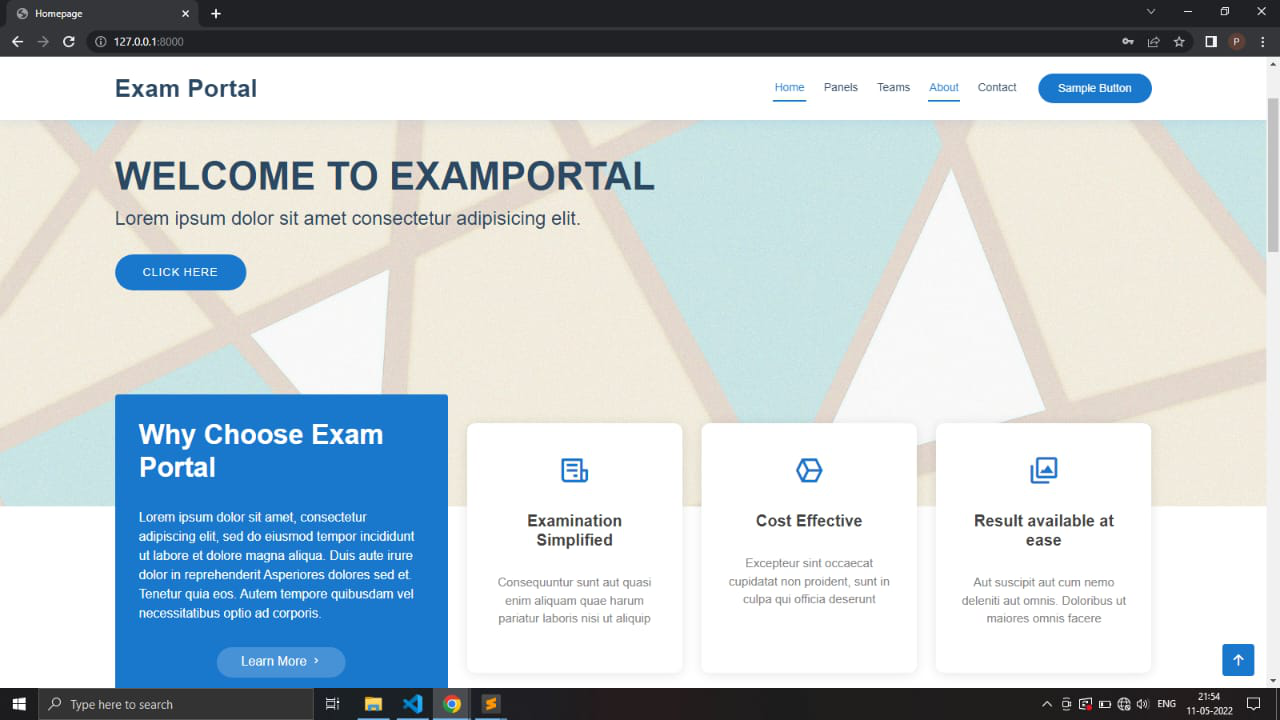 Homepage
127.0.0.1:8000
P
Exam Portal
Home
Panels
Teams
About
Contact
Sample Button
WELCOME TO EXAMPORTAL
Lorem ipsum dolor sit amet consectetur adipisicing elit.
CLICK HERE
Why Choose Exam
Portal
Lorem ipsum dolor sit amet, consectetur
adipiscing elit, sed do eiusmod tempor incididunt
ut labore et dolore magna aliqua. Duis aute irure
dolor in reprehenderit Asperiores dolores sed et.
Tenetur quia eos. Autem tempore quibusdam vel
necessitatibus optio ad corporis.
Learn More
Examination
Simplified
Consequuntur sunt aut quasi
enim aliquam quae harum
pariatur laboris nisi ut aliquip
Cost Effective
Excepteur sint occaecat
cupidatat non proident, sunt in
culpa qui officia deserunt
Result available at
ease
Aut suscipit aut cum nemo
deleniti aut omnis. Doloribus ut
maiores omnis facere
Type here to search
ENG
21:54
11-05-2022